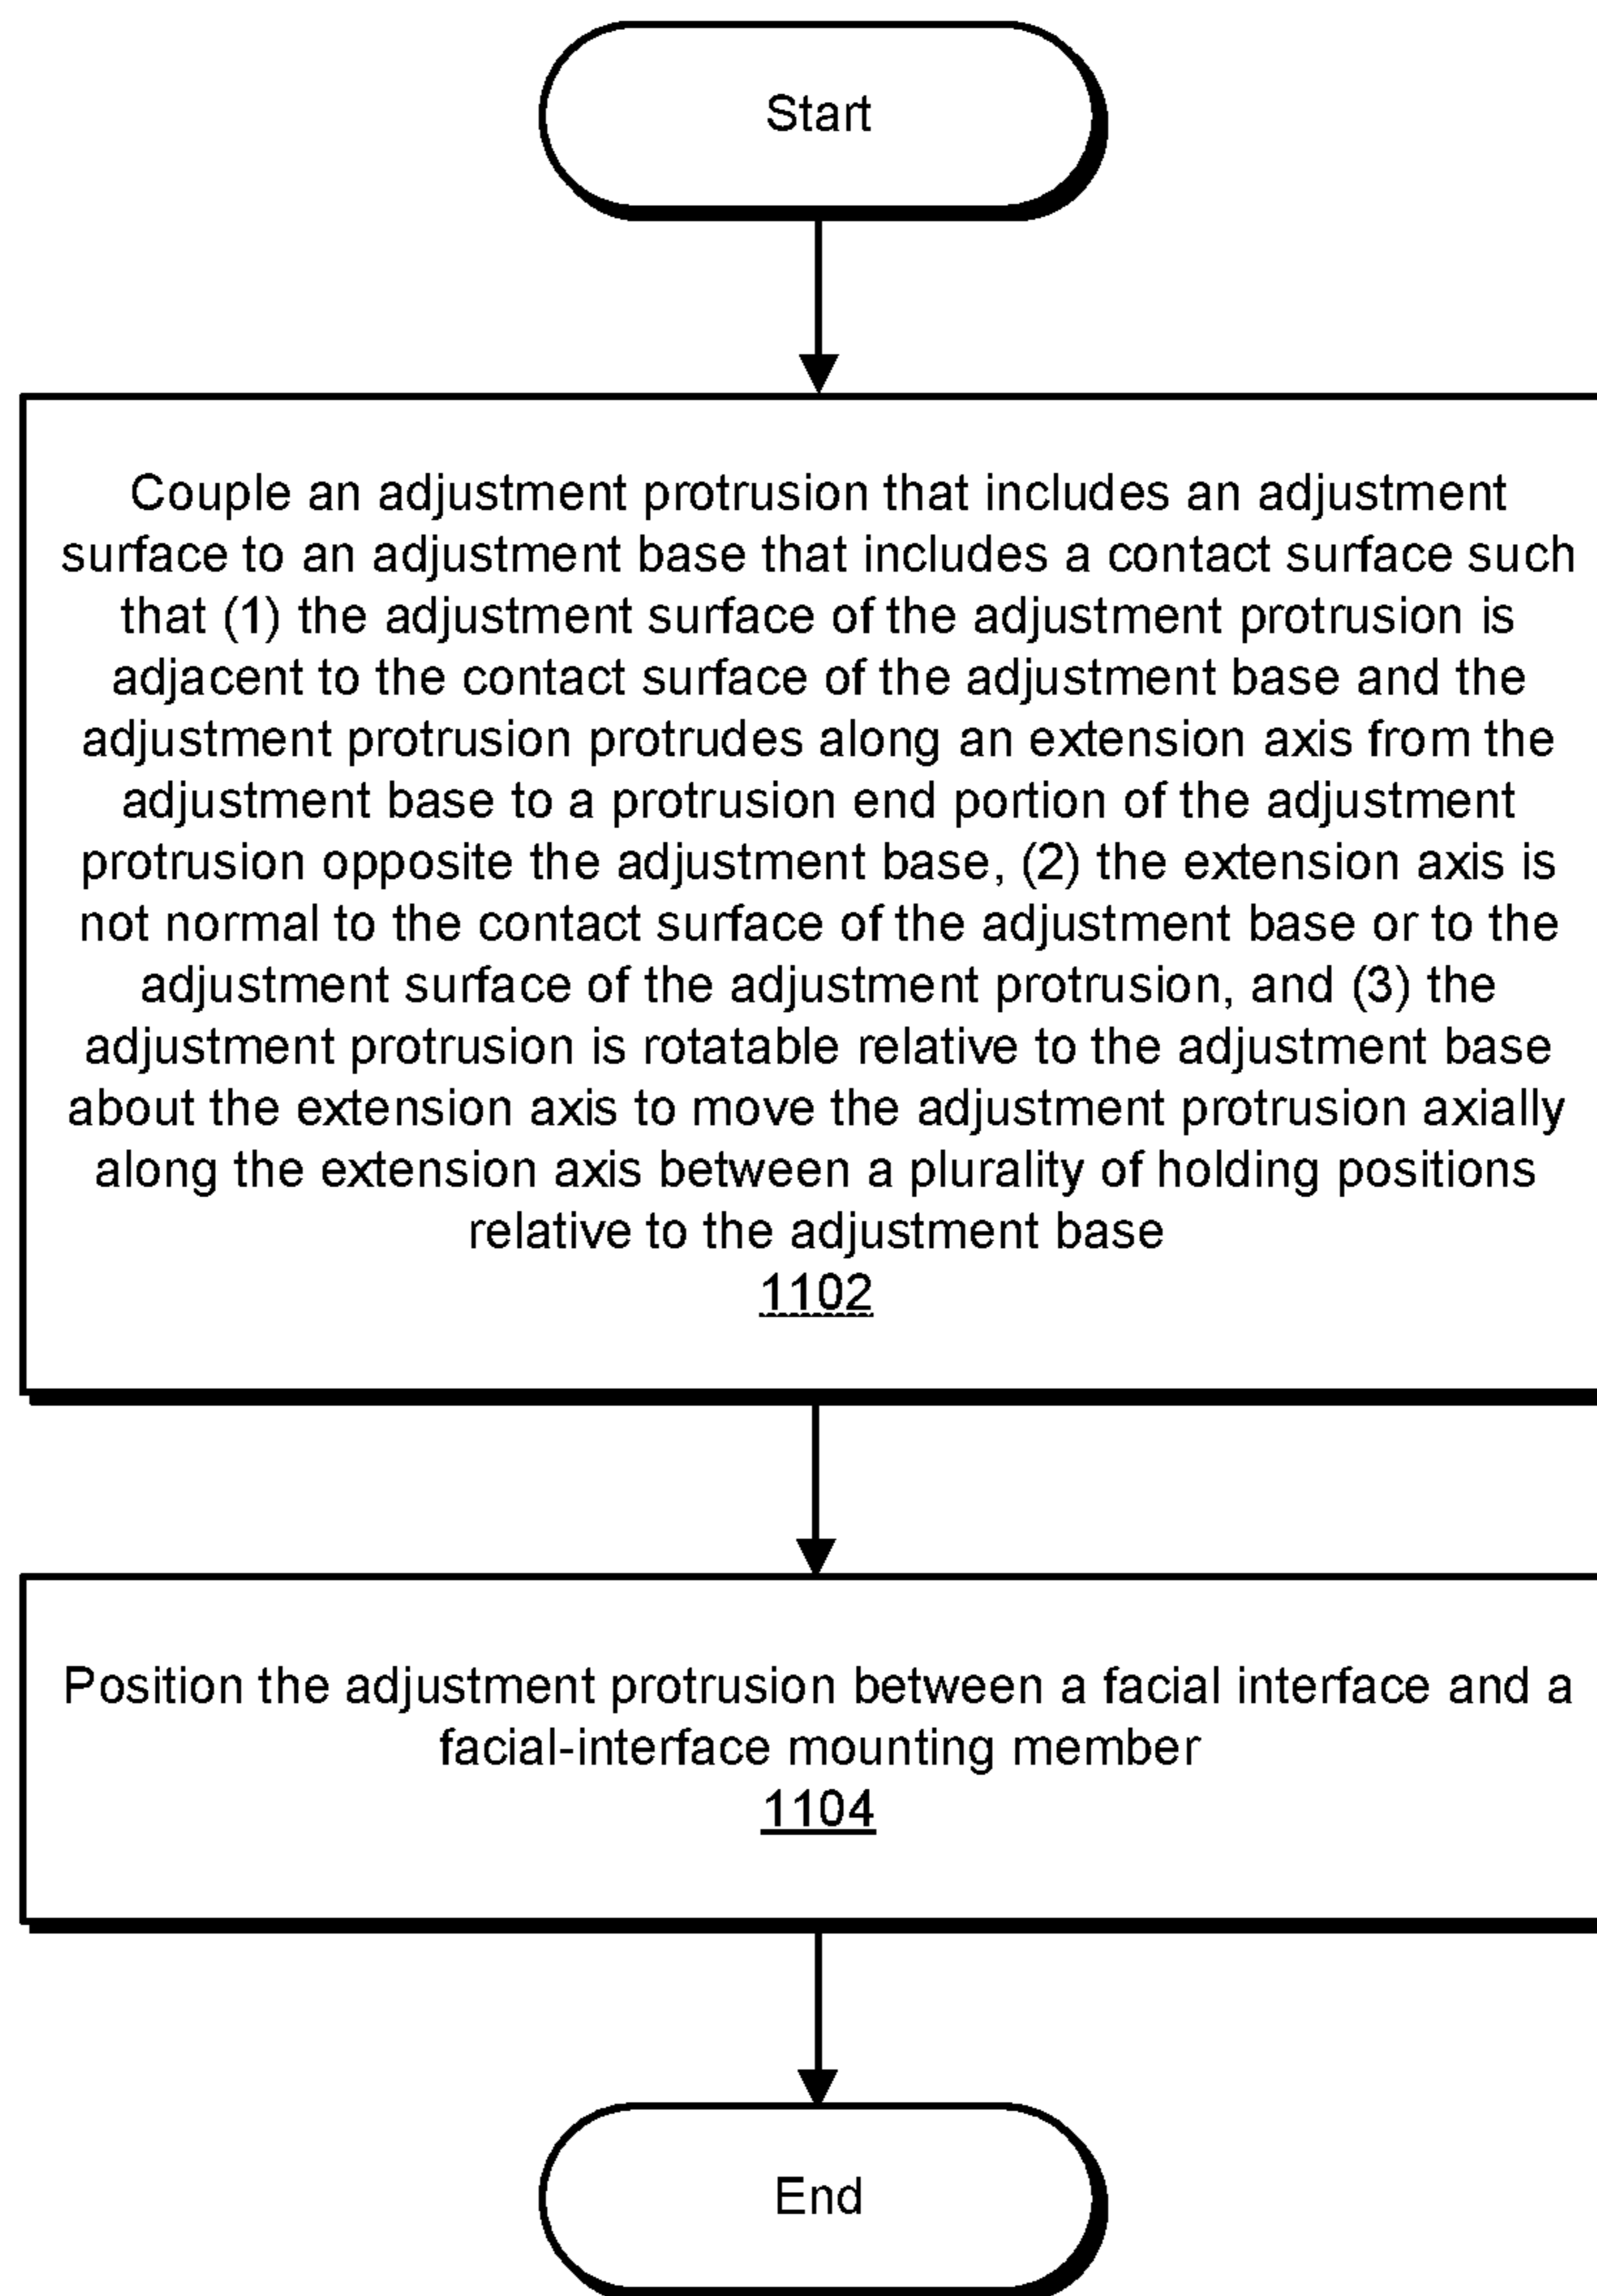 Start
Couple an adjustment protrusion that includes an adjustment
surface to an adjustment base that includes a contact surface such
that (1) the adjustment surface of the adjustment protrusion is
adjacent to the contact surface of the adjustment base and the
adjustment protrusion protrudes along an extension axis from the
adjustment base to a protrusion end portion of the adjustment
protrusion opposite the adjustment base, (2) the extension axis is
not normal to the contact surface of the adjustment base or to the
adjustment surface of the adjustment protrusion, and (3) the
adjustment protrusion is rotatable relative to the adjustment base
about the extension axis to move the adjustment protrusion axially
along the extension axis between a plurality of holding positions
relative to the adjustment base
1102
Position the adjustment protrusion between a facial interface and a
facial-interface mounting member
1104
End